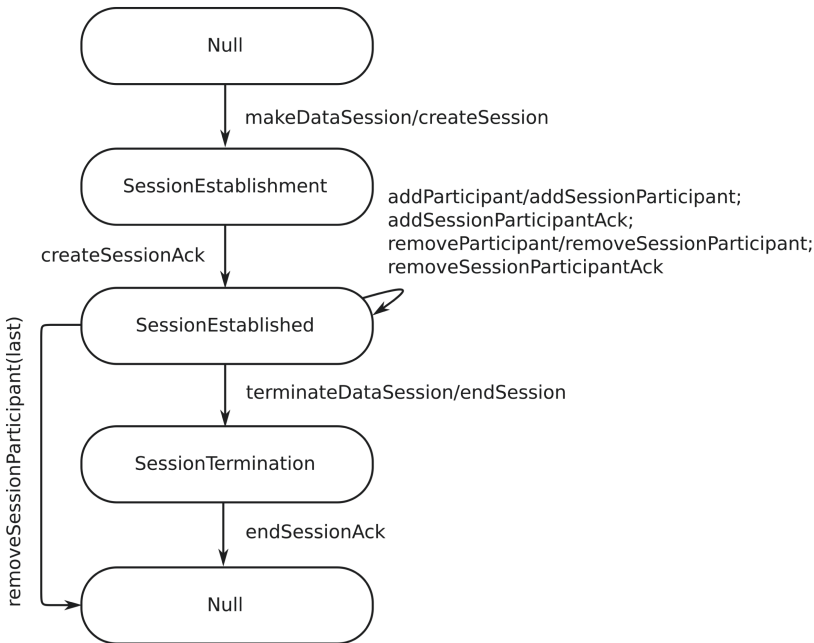 Null
makeDataSession/createSession
SessionEstablishment
addParticipant/addSessionParticipant;
addSessionParticipantAck;
removeParticipant/removeSessionParticipant;
removeSessionParticipantAck
createSessionAck
SessionEstablished
removeSessionParticipant(last)
terminateDataSession/endSession
SessionTermination
endSessionAck
Null